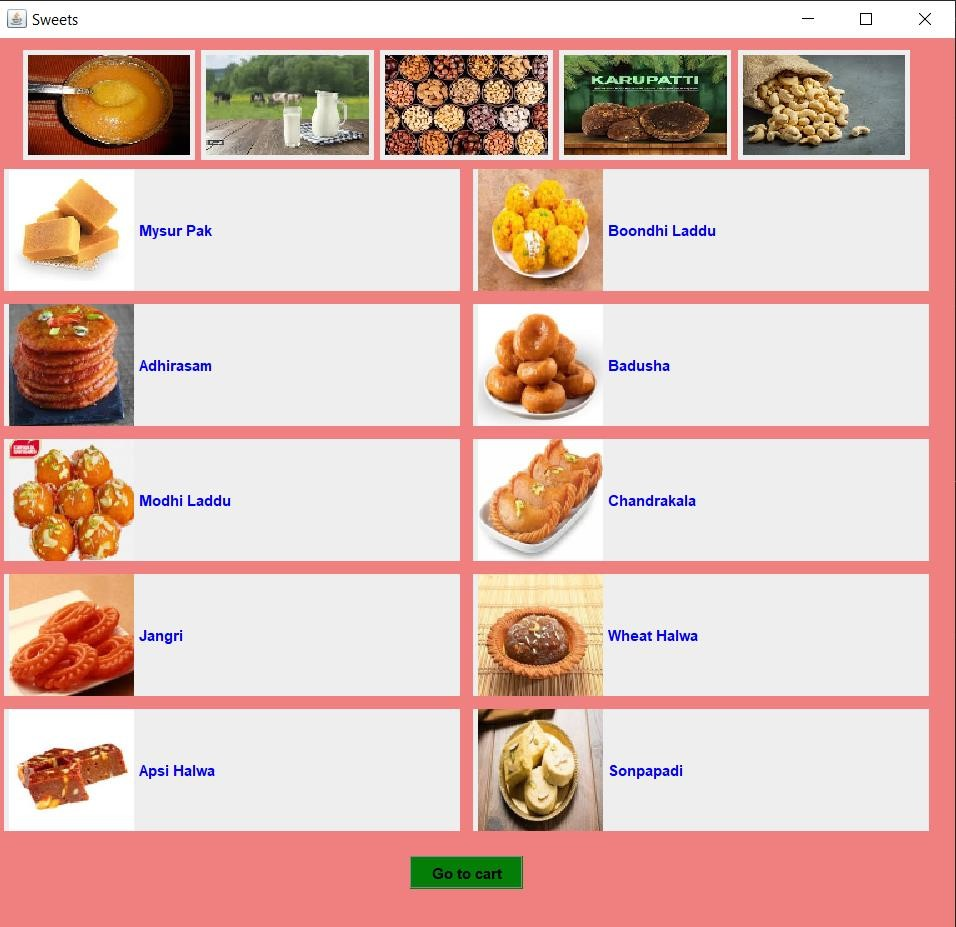 Sweets
KARUPATTI
Mysur Pak
Boondhi Laddu
Adhirasam
Badusha
Modhi Laddu
Chandrakala
Jangri
Wheat Halwa
Apsi Halwa
Sonpapadi
Go to cart